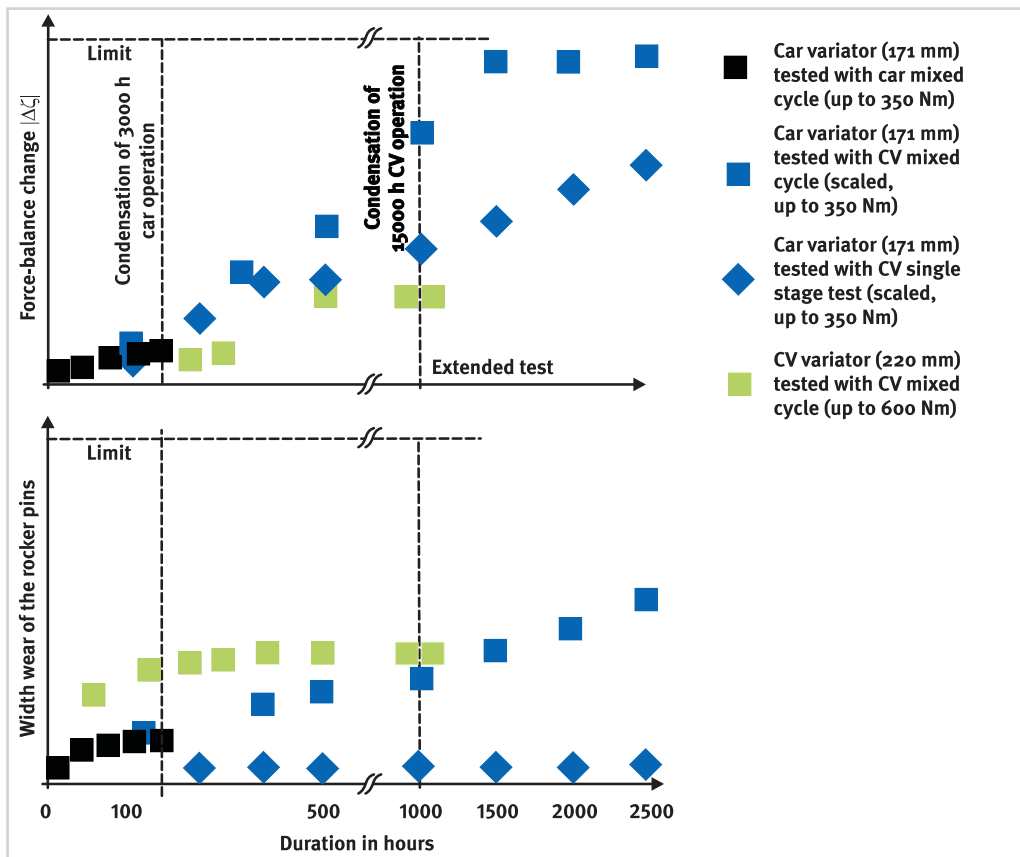 Force-balance change |Δζ|
Limit
Condensation of 3000 h
car operation
Condensation of
15000 h CV operation
Extended test
Car variator (171 mm)
tested with car mixed
cycle (up to 350 Nm)
Car variator (171 mm)
tested with CV mixed
cycle (scaled,
up to 350 Nm)
Car variator (171 mm)
tested with CV single
stage test (scaled,
up to 350 Nm)
CV variator (220 mm)
tested with CV mixed
cycle (up to 600 Nm)
Width wear of the rocker pins
Limit
0 100 500 1000 1500 2000 2500
Duration in hours